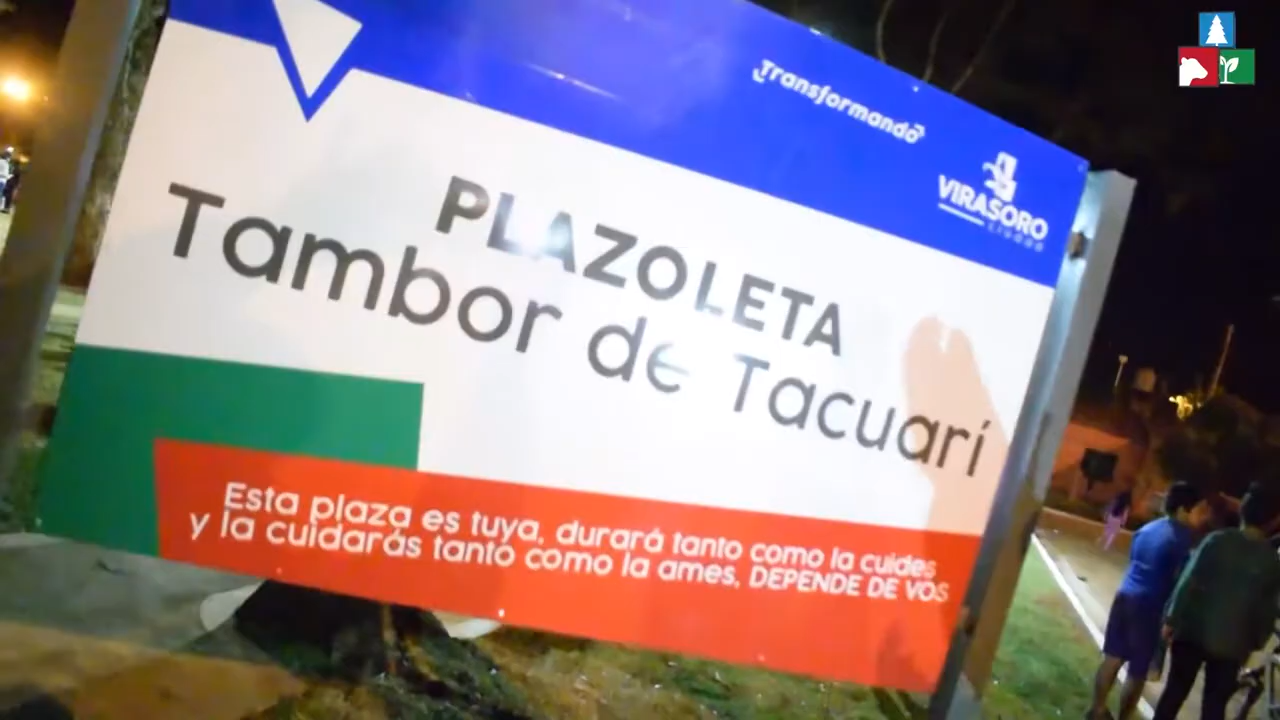 Transformando
VIRASORO
ciudad
PLAZOLETA
Tambor de Tacuarí
Esta plaza es tuya, durará tanto como la cuides
y la cuidarás tanto como la ames, DEPENDE DE VOS